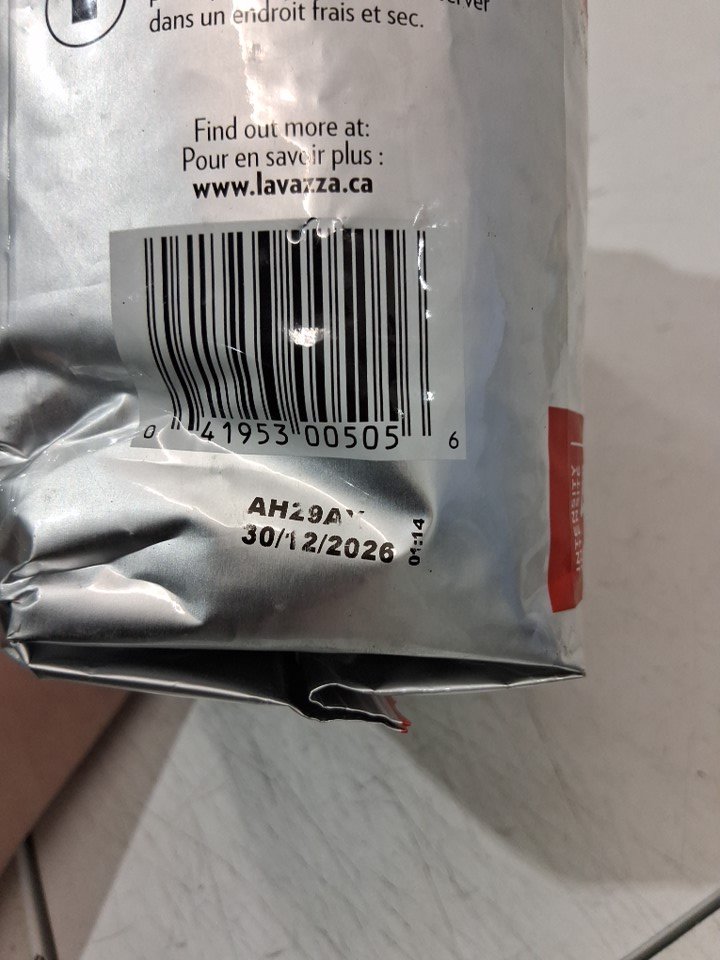 dans un endroit frais et sec.
Find out more at:
Pour en savoir plus :
www.lavazza.ca
0 41953 00505 6
30/12/2026
01:14
INTENSITY